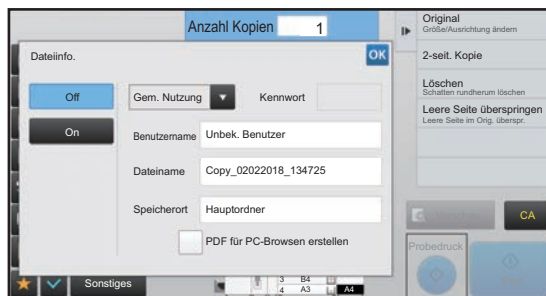 Anzahl Kopien 1
Dateiinfo.
OK
Off
On
Gem. Nutzung
Kennwort
Benutzername
Unbek. Benutzer
Dateiname
Copy_02022018_134725
Speicherort
Hauptordner
PDF für PC-Browsen erstellen
Original
Größe/Ausrichtung ändern
2-seit. Kopie
Löschen
Schatten rundherum löschen
Leere Seite überspringen
Leere Seite im Orig. überspr.
CA
Probedruck
Sonstiges
3 B4
4 A3
A4